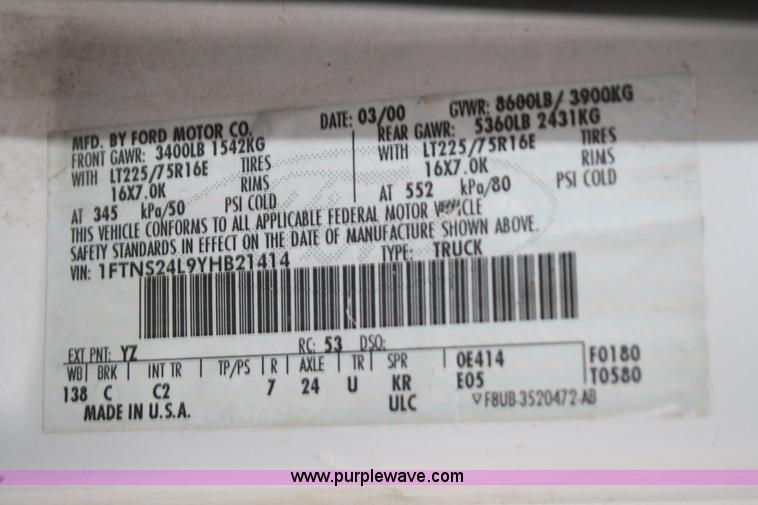 MFD. BY FORD MOTOR CO. DATE: 03/00 GVWR: 8600LB/ 3900KG
FRONT GAWR: 3400LB 1542KG REAR GAWR: 5360LB 2431KG
WITH LT225/75R16E TIRES WITH LT225/75R16E TIRES
16X7.0K RIMS 16X7.0K RIMS
AT 345 kPa/50 PSI COLD AT 552 kPa/80 PSI COLD
THIS VEHICLE CONFORMS TO ALL APPLICABLE FEDERAL MOTOR VEHICLE
SAFETY STANDARDS IN EFFECT ON THE DATE OF MANUFACTURE SHOWN ABOVE.
VIN: 1FTNS24L9YHB21414 TYPE: TRUCK
EXT PNT: YZ RC: 53 DSO:
WB BRK INT TR TP/PS R AXLE TR SPR 0E414 F0180
138 C C2 7 24 U KR E05 T0580
MADE IN U.S.A. ULC ▽F8UB-3520472-AB
www.purplewave.com